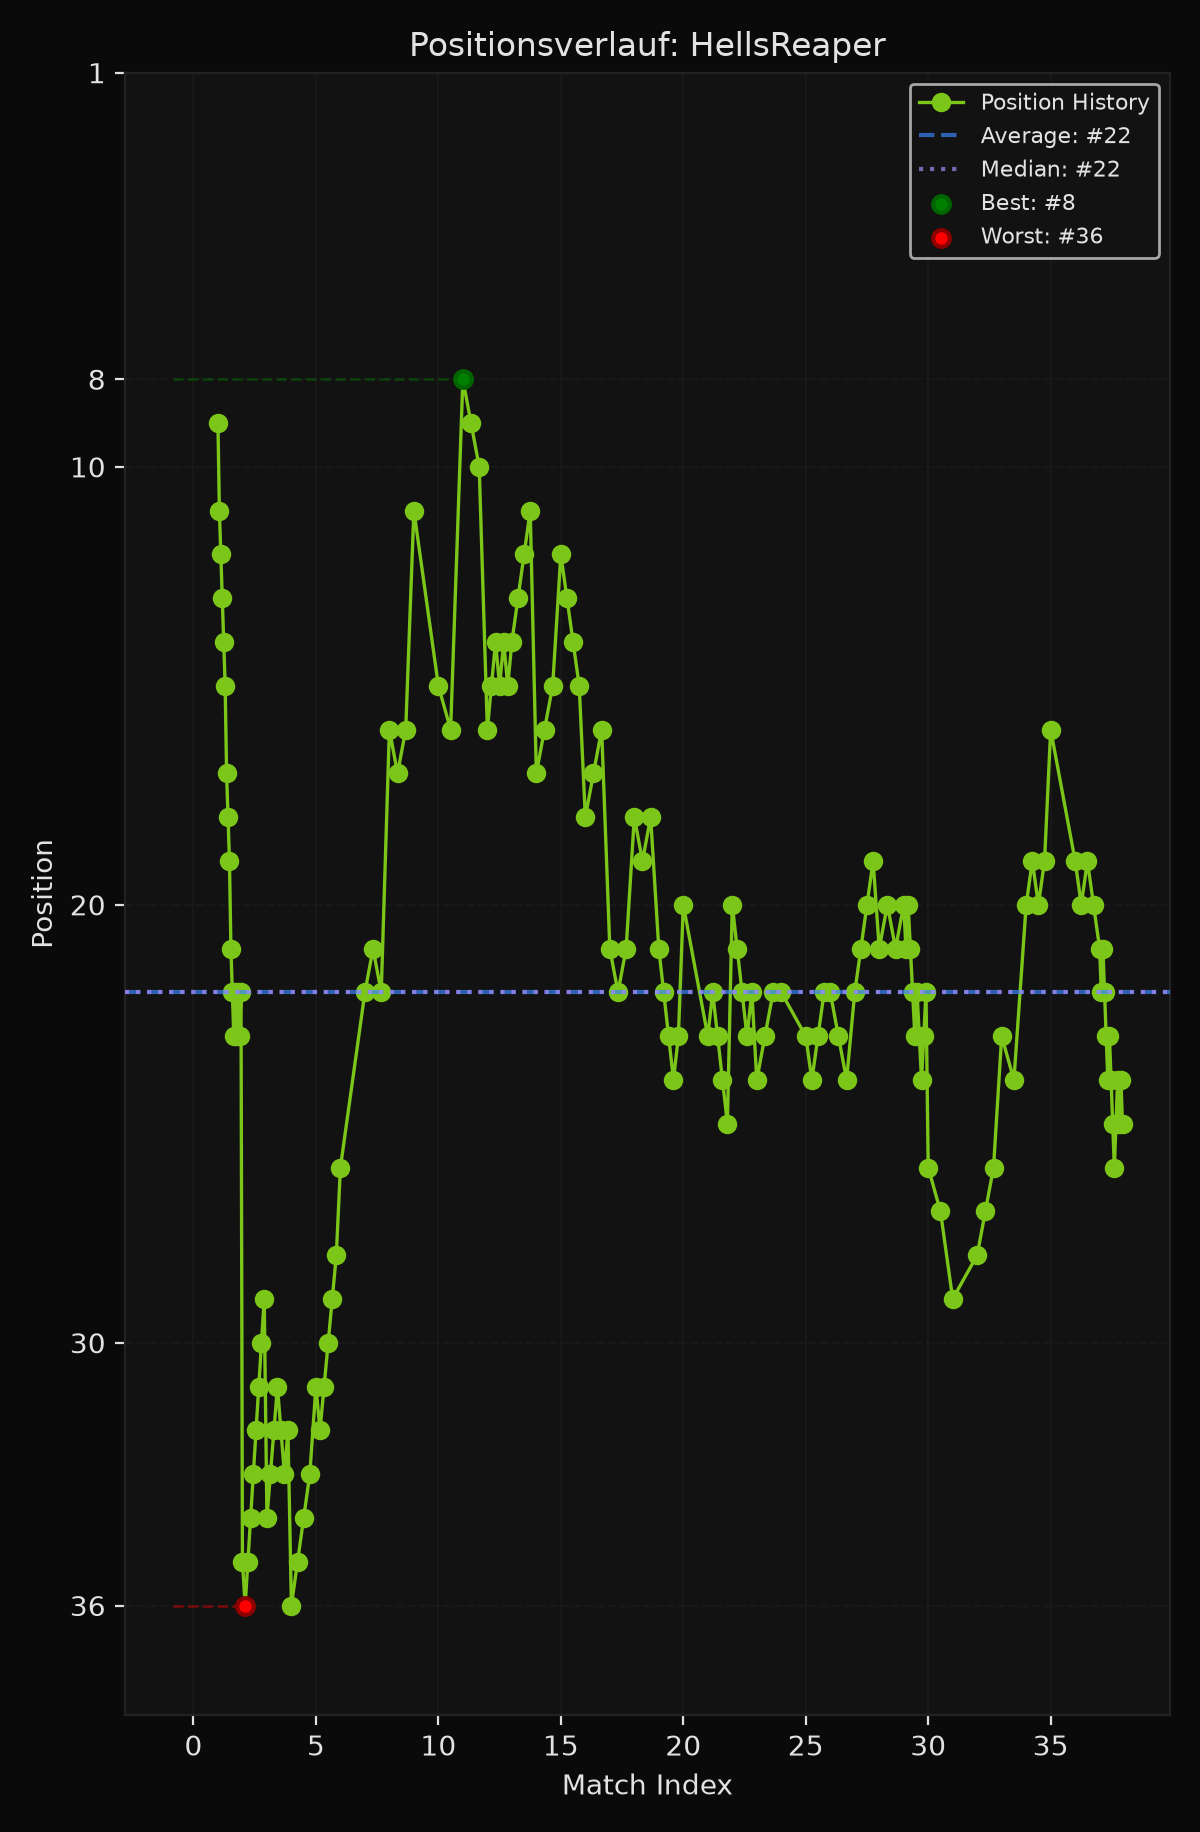 Positionsverlauf: HellsReaper
Position History
Average: #22
Median: #22
Best: #8
Worst: #36
Position
1
8
10
20
30
36
0 5 10 15 20 25 30 35
Match Index